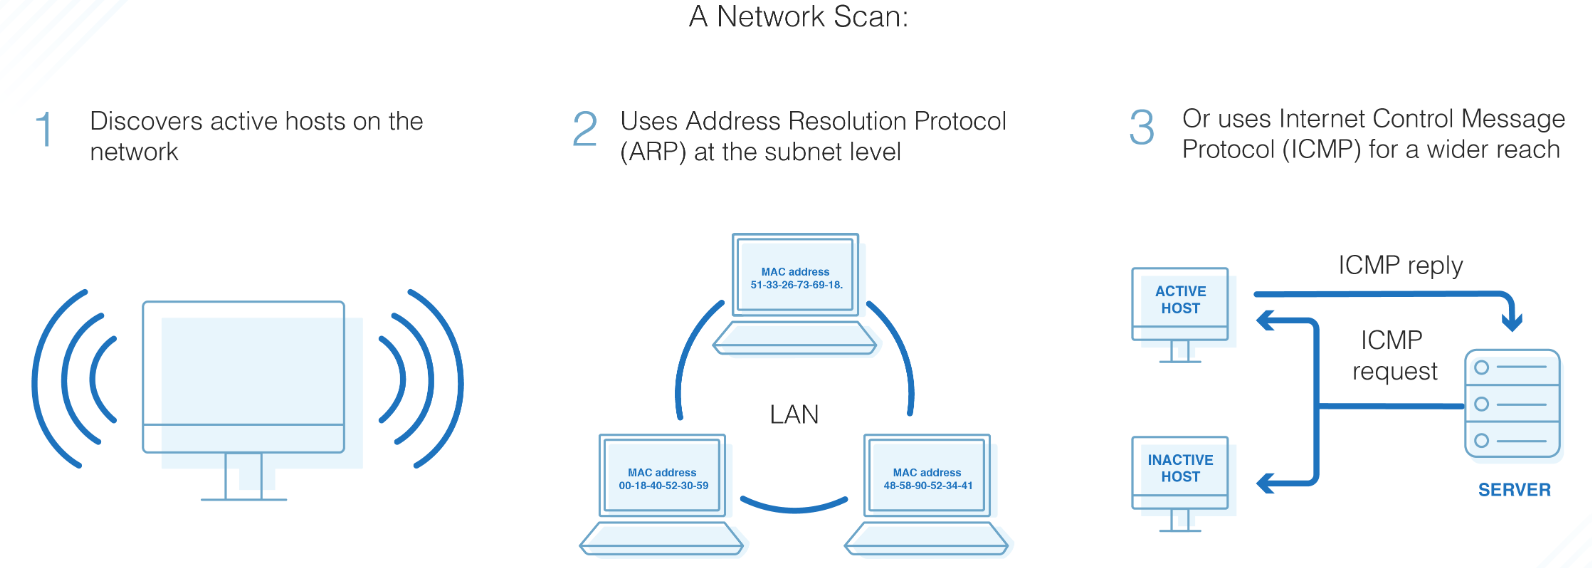 A Network Scan:
1
Discovers active hosts on the
network
2
Uses Address Resolution Protocol
(ARP) at the subnet level
3
Or uses Internet Control Message
Protocol (ICMP) for a wider reach
MAC address
51-33-26-73-69-18.
LAN
MAC address
00-18-40-52-30-59
MAC address
48-58-90-52-34-41
ICMP reply
ACTIVE
HOST
ICMP
request
INACTIVE
HOST
SERVER